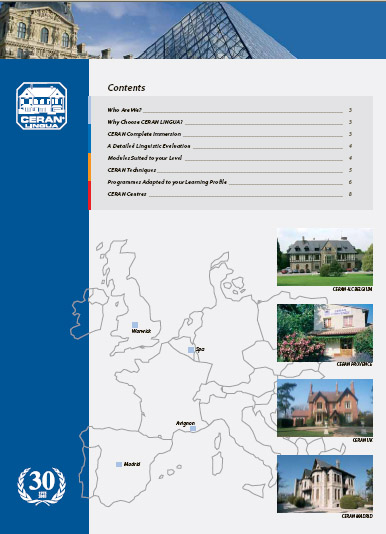 CERAN
LINGUA
Contents
Who Are We? 3
Why Choose CERAN LINGUA? 3
CERAN Complete Immersion 3
A Detailed Linguistic Evaluation 4
Modules Suited to your Level 4
CERAN Techniques 5
Programmes Adapted to your Learning Profile 6
CERAN Centres 8
CERAN ILC BELGIUM
Warwick
Spa
CERAN PROVENCE
Avignon
CERAN UK
Madrid
30
CERAN MADRID